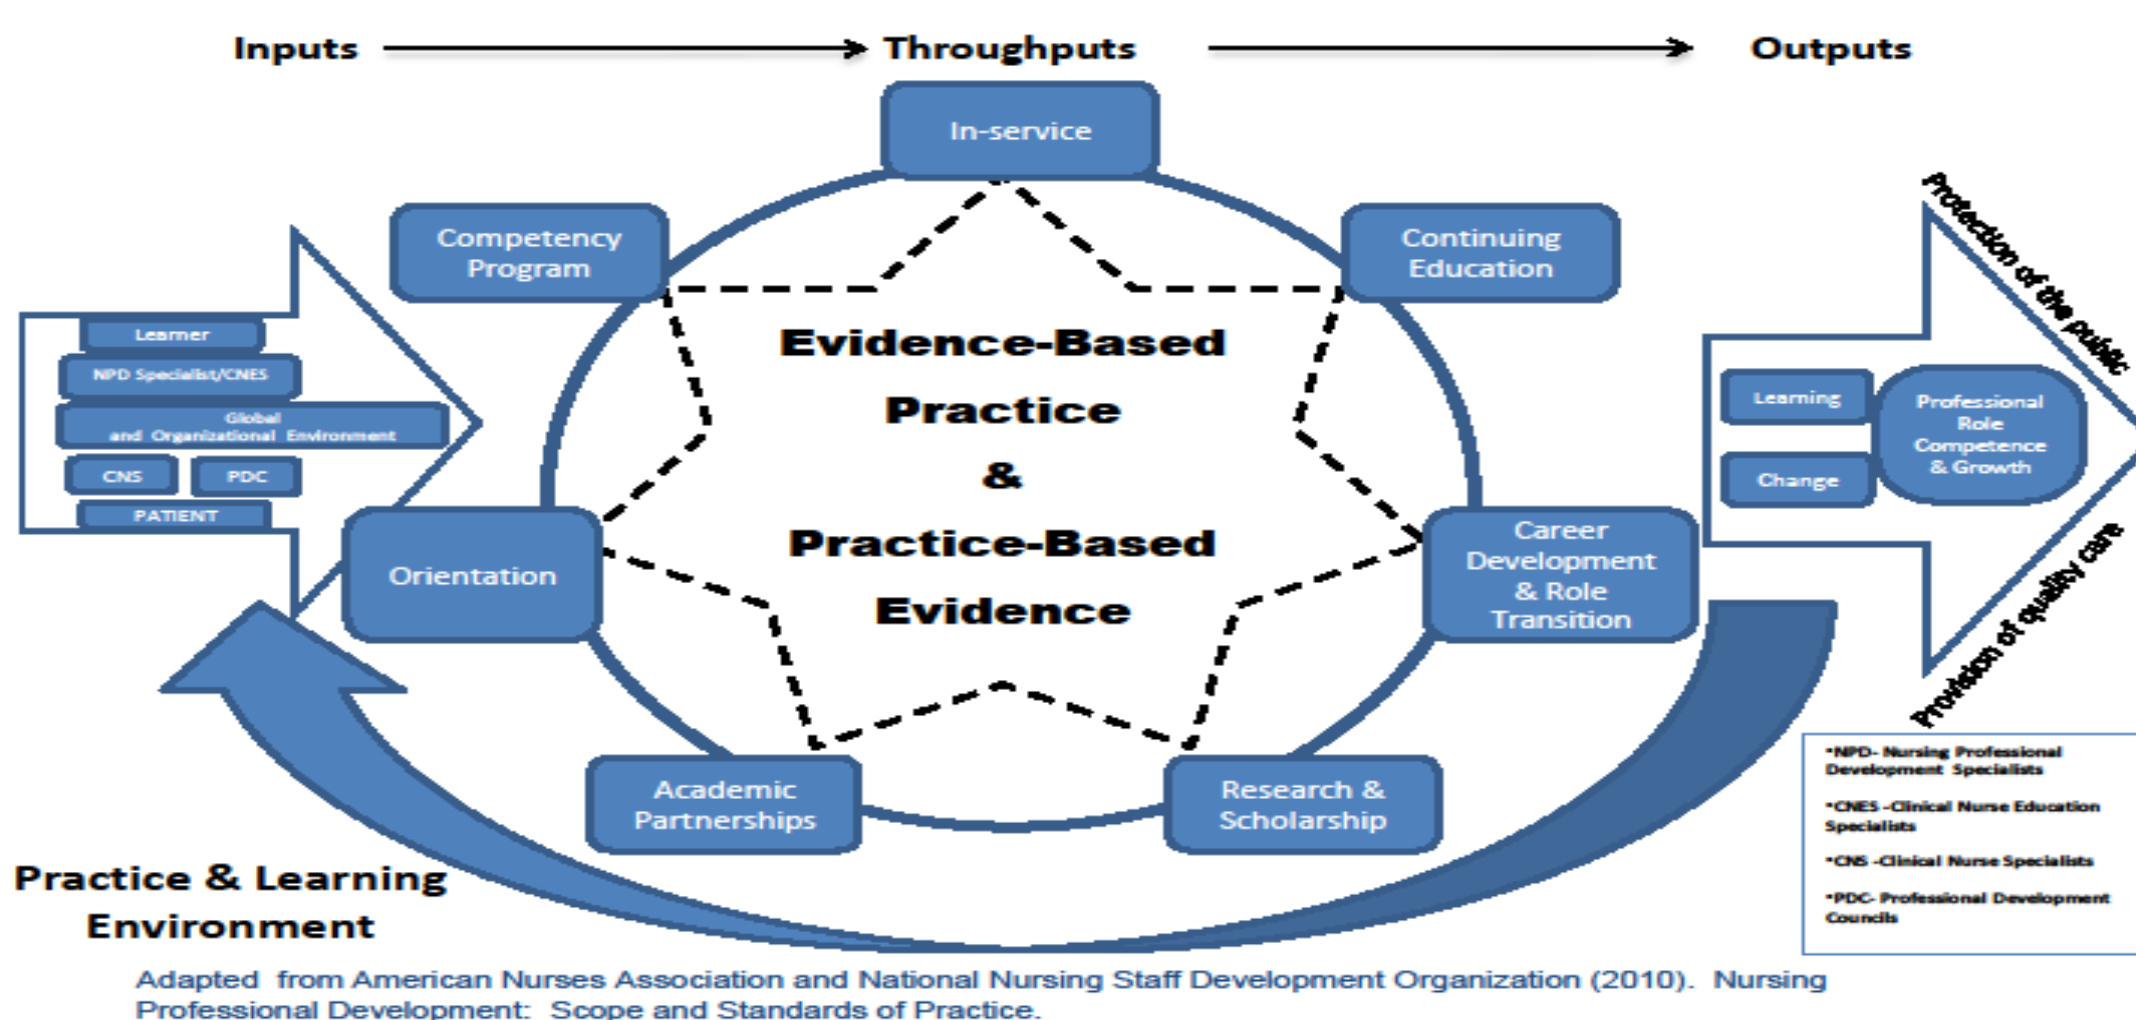 Inputs
Throughputs
Outputs
In-service
Competency
Program
Continuing
Education
Learner
NPD Specialist/CNES
Global
and Organizational Environment
CNS
PDC
PATIENT
Orientation
Evidence-Based
Practice
&
Practice-Based
Evidence
Career
Development
& Role
Transition
Academic
Partnerships
Research &
Scholarship
Learning
Change
Professional
Role
Competence
& Growth
Protection of the public
Provision of quality care
Practice & Learning
Environment
*NPD- Nursing Professional
Development Specialists
*CNES -Clinical Nurse Education
Specialists
*CNS -Clinical Nurse Specialists
*PDC- Professional Development
Councils
Adapted from American Nurses Association and National Nursing Staff Development Organization (2010). Nursing
Professional Development: Scope and Standards of Practice.